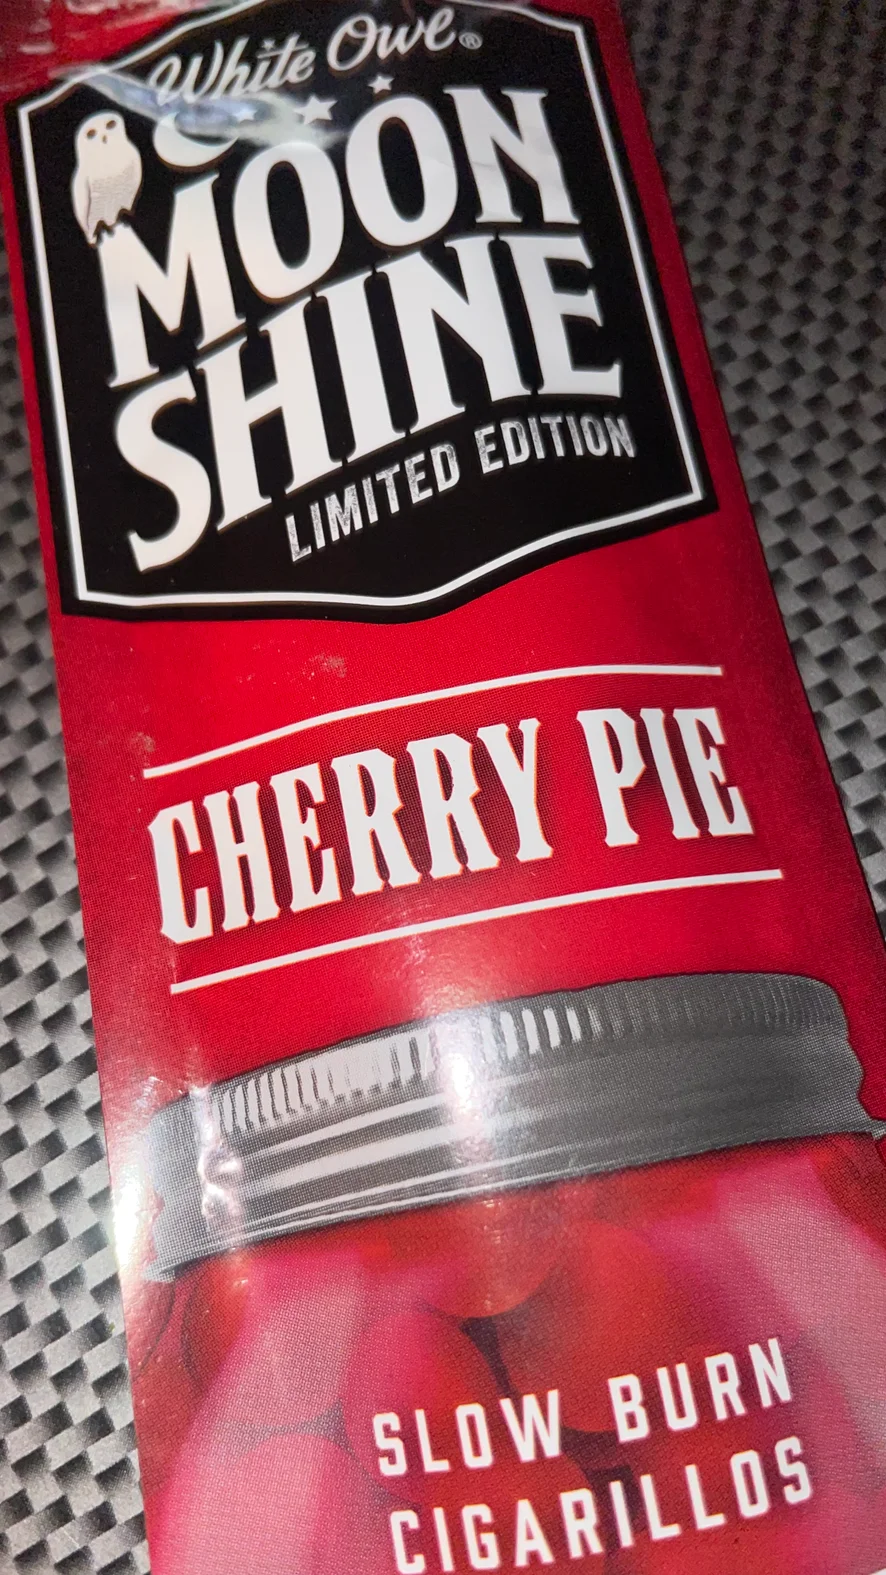 White Owl®
MOON
SHINE
LIMITED EDITION
CHERRY PIE
SLOW BURN
CIGARILLOS